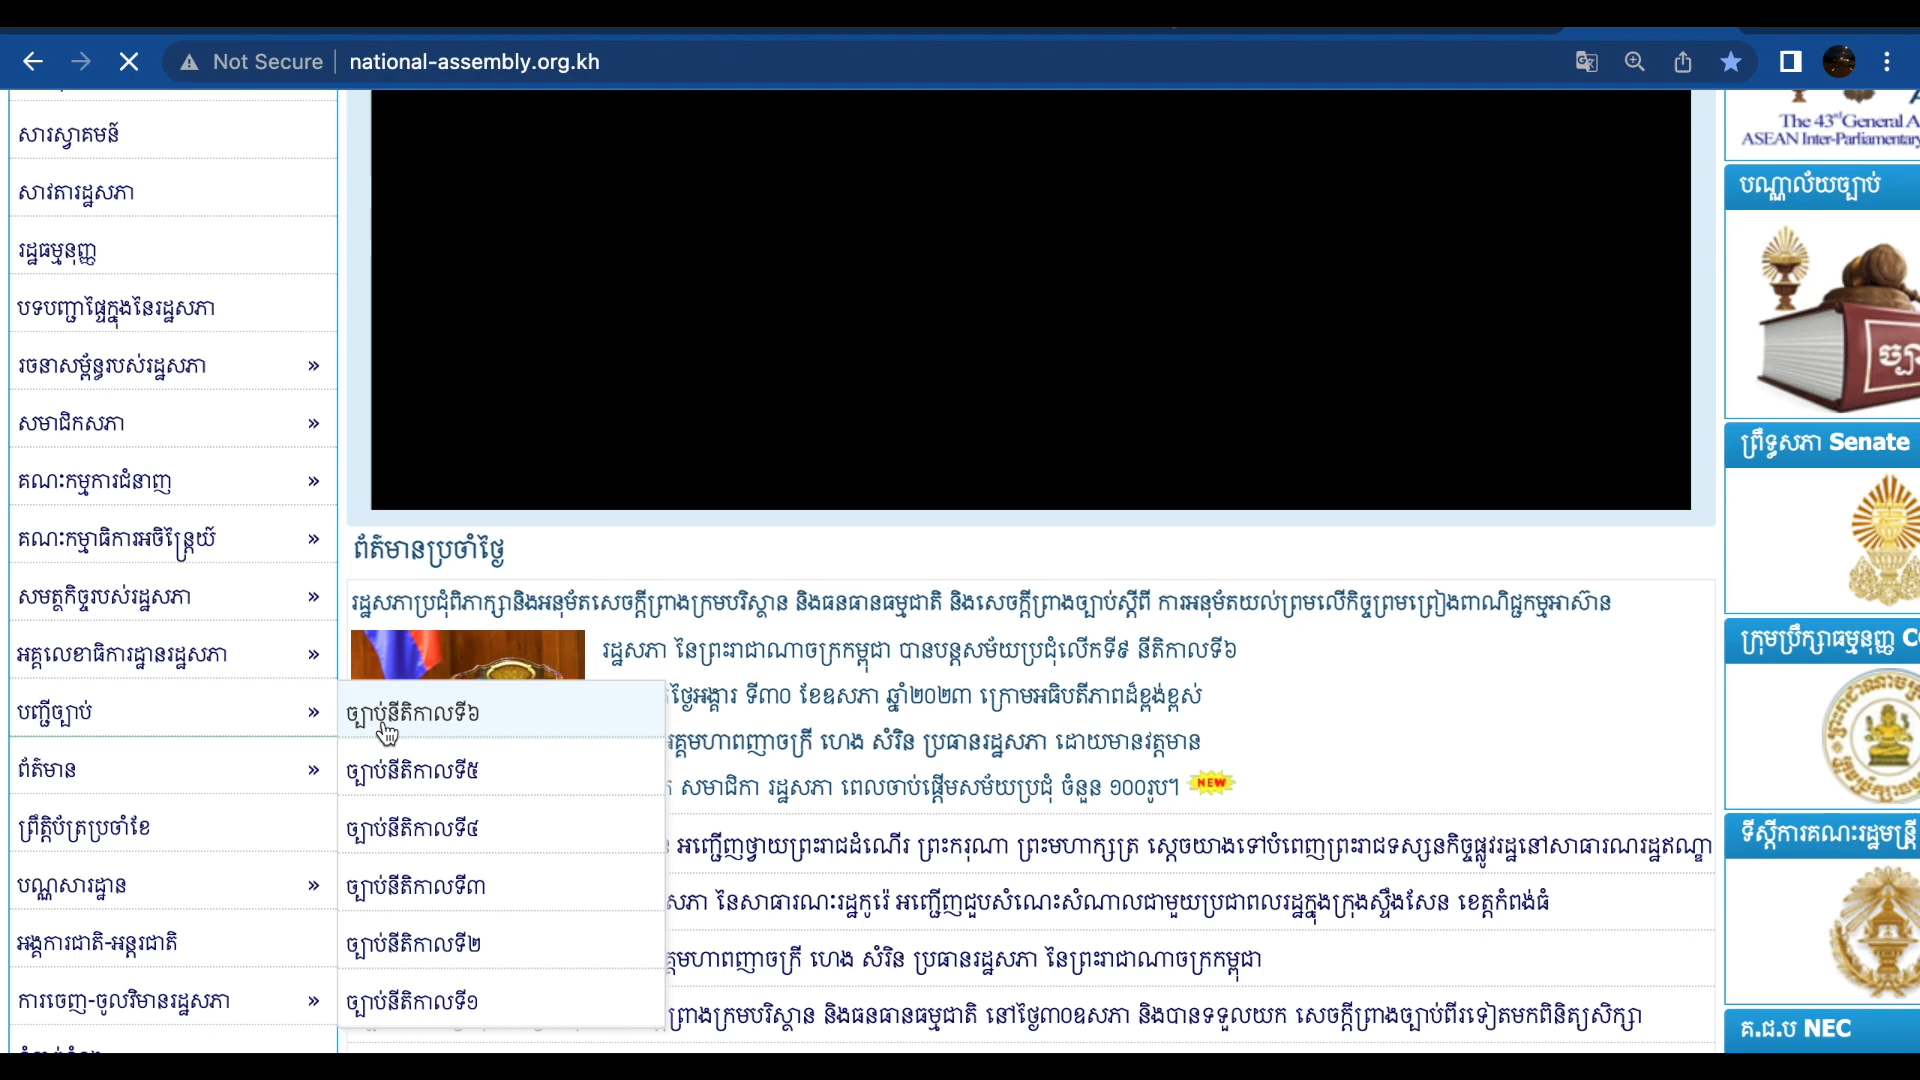 Not Secure
national-assembly.org.kh
សារស្វាគមន៍
សាវតាររដ្ឋសភា
រដ្ឋធម្មនុញ្ញ
បទបញ្ជាផ្ទៃក្នុងនៃរដ្ឋសភា
រចនាសម្ព័ន្ធរបស់រដ្ឋសភា »
សមាជិកសភា »
គណៈកម្មការជំនាញ »
គណៈកម្មាធិការអចិន្ត្រៃយ៍ »
សមត្ថកិច្ចរបស់រដ្ឋសភា »
អគ្គលេខាធិការដ្ឋានរដ្ឋសភា »
បញ្ជីច្បាប់ »
ព័ត៌មាន »
ព្រឹត្តិប័ត្រប្រចាំខែ
បណ្ណសារដ្ឋាន »
អង្គការជាតិ-អន្តរជាតិ
ការចេញ-ចូលវិមានរដ្ឋសភា »
ច្បាប់នីតិកាលទី៦
ច្បាប់នីតិកាលទី៥
ច្បាប់នីតិកាលទី៤
ច្បាប់នីតិកាលទី៣
ច្បាប់នីតិកាលទី២
ច្បាប់នីតិកាលទី១
ព័ត៌មានប្រចាំថ្ងៃ
រដ្ឋសភាប្រជុំពិភាក្សានិងអនុម័តសេចក្តីព្រាងក្រមបរិស្ថាន និងធនធានធម្មជាតិ និងសេចក្តីព្រាងច្បាប់ស្តីពី ការអនុម័តយល់ព្រមលើកិច្ចព្រមព្រៀងពាណិជ្ជកម្មអាស៊ាន
រដ្ឋសភា នៃព្រះរាជាណាចក្រកម្ពុជា បានបន្តសម័យប្រជុំលើកទី៩ នីតិកាលទី៦
ថ្ងៃអង្គារ ទី៣០ ខែឧសភា ឆ្នាំ២០២៣ ក្រោមអធិបតីភាពដ៏ខ្ពង់ខ្ពស់
អគ្គមហាពញាចក្រី ហេង សំរិន ប្រធានរដ្ឋសភា ដោយមានវត្តមាន
សមាជិកា រដ្ឋសភា ពេលចាប់ផ្តើមសម័យប្រជុំ ចំនួន ១០០រូប។ NEW
អញ្ជើញថ្វាយព្រះរាជដំណើរ ព្រះករុណា ព្រះមហាក្សត្រ ស្តេចយាងទៅបំពេញព្រះរាជទស្សនកិច្ចផ្លូវរដ្ឋនៅសាធារណរដ្ឋឥណ្ឌា
សភា នៃសាធារណៈរដ្ឋកូរ៉េ អញ្ជើញជួបសំណេះសំណាលជាមួយប្រជាពលរដ្ឋក្នុងក្រុងស្ទឹងសែន ខេត្តកំពង់ធំ
គ្គមហាពញាចក្រី ហេង សំរិន ប្រធានរដ្ឋសភា នៃព្រះរាជាណាចក្រកម្ពុជា
ព្រាងក្រមបរិស្ថាន និងធនធានធម្មជាតិ នៅថ្ងៃ៣០ឧសភា និងបានទទួលយក សេចក្តីព្រាងច្បាប់ពីរទៀតមកពិនិត្យសិក្សា
The 43rd General A
ASEAN Inter-Parliamentary
បណ្ណាល័យច្បាប់
ច្បា
ព្រឹទ្ធសភា Senate
ក្រុមប្រឹក្សាធម្មនុញ្ញ C
ទីស្តីការគណៈរដ្ឋមន្ត្រី
គ.ជ.ប NEC